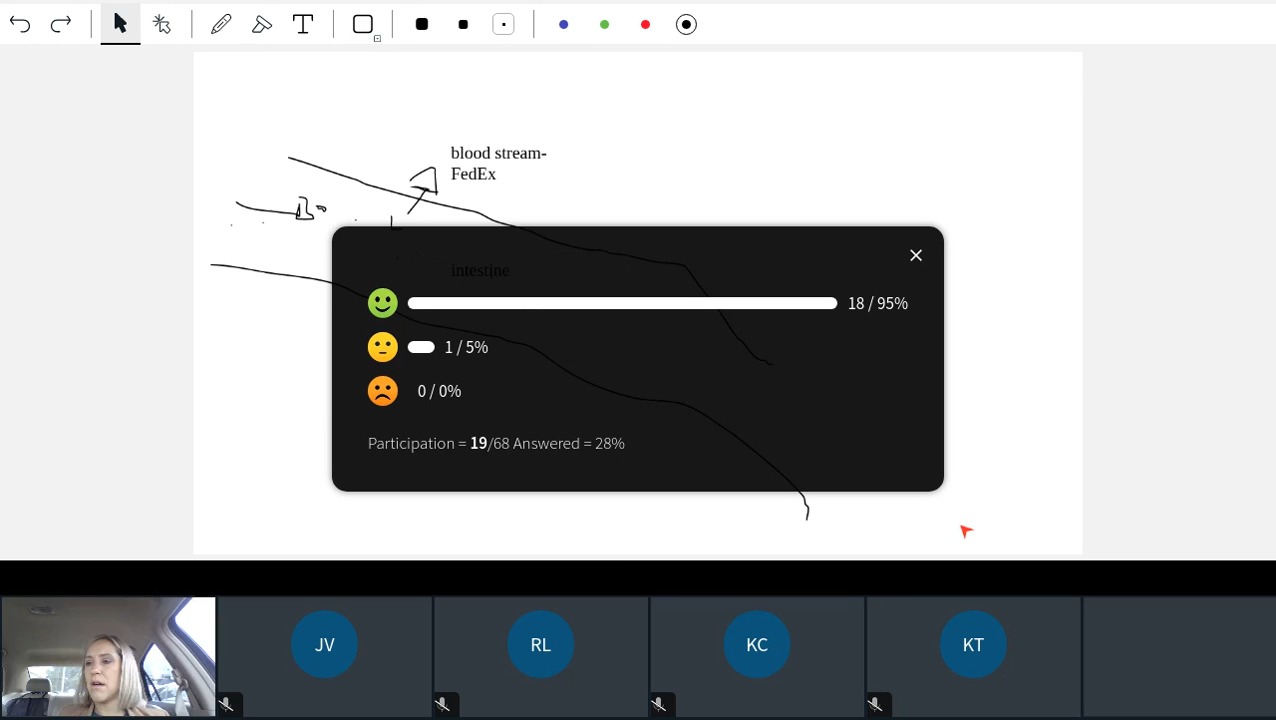 T
blood stream-
FedEx
intestine
18 / 95%
1 / 5%
0 / 0%
Participation = 19/68 Answered = 28%
JV
RL
KC
KT